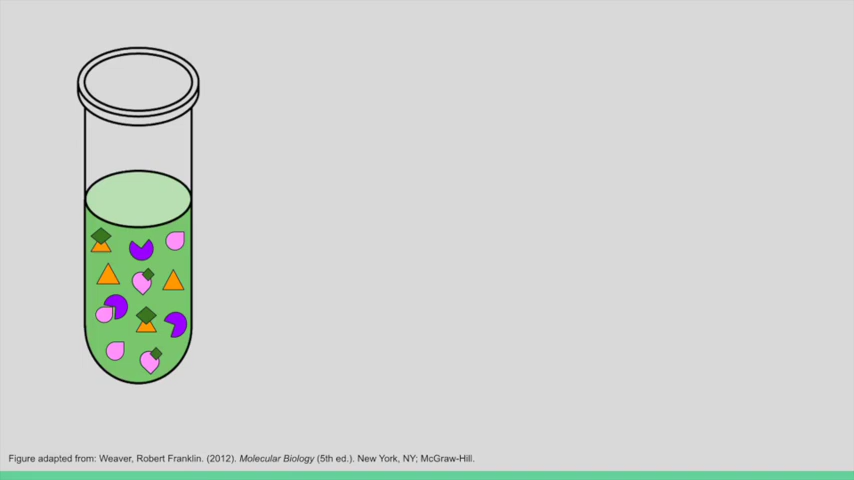 Figure adapted from: Weaver, Robert Franklin. (2012). Molecular Biology (5th ed.). New York, NY; McGraw-Hill.